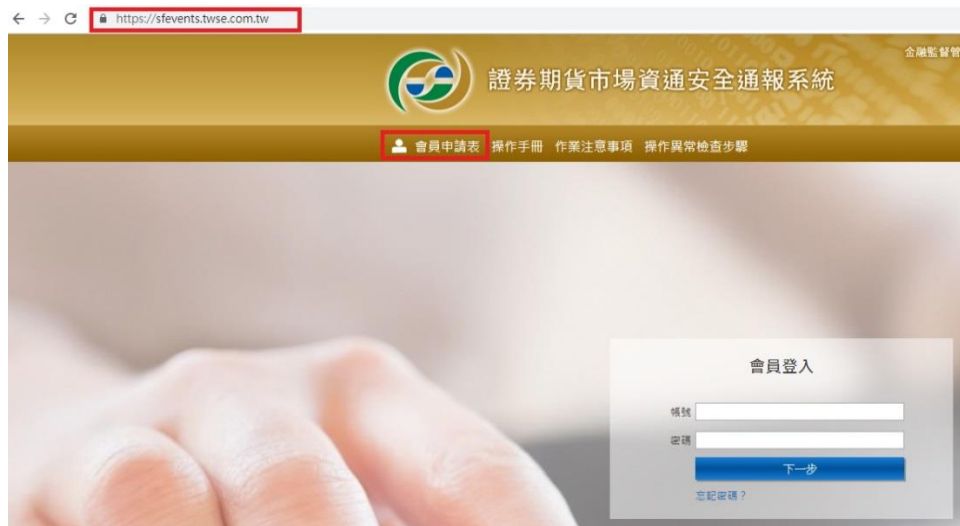 https://sfevents.twse.com.tw
金融監督管
證券期貨市場資通安全通報系統
會員申請表 操作手冊 作業注意事項 操作異常檢查步驟
會員登入
帳號
密碼
下一步
忘記密碼？